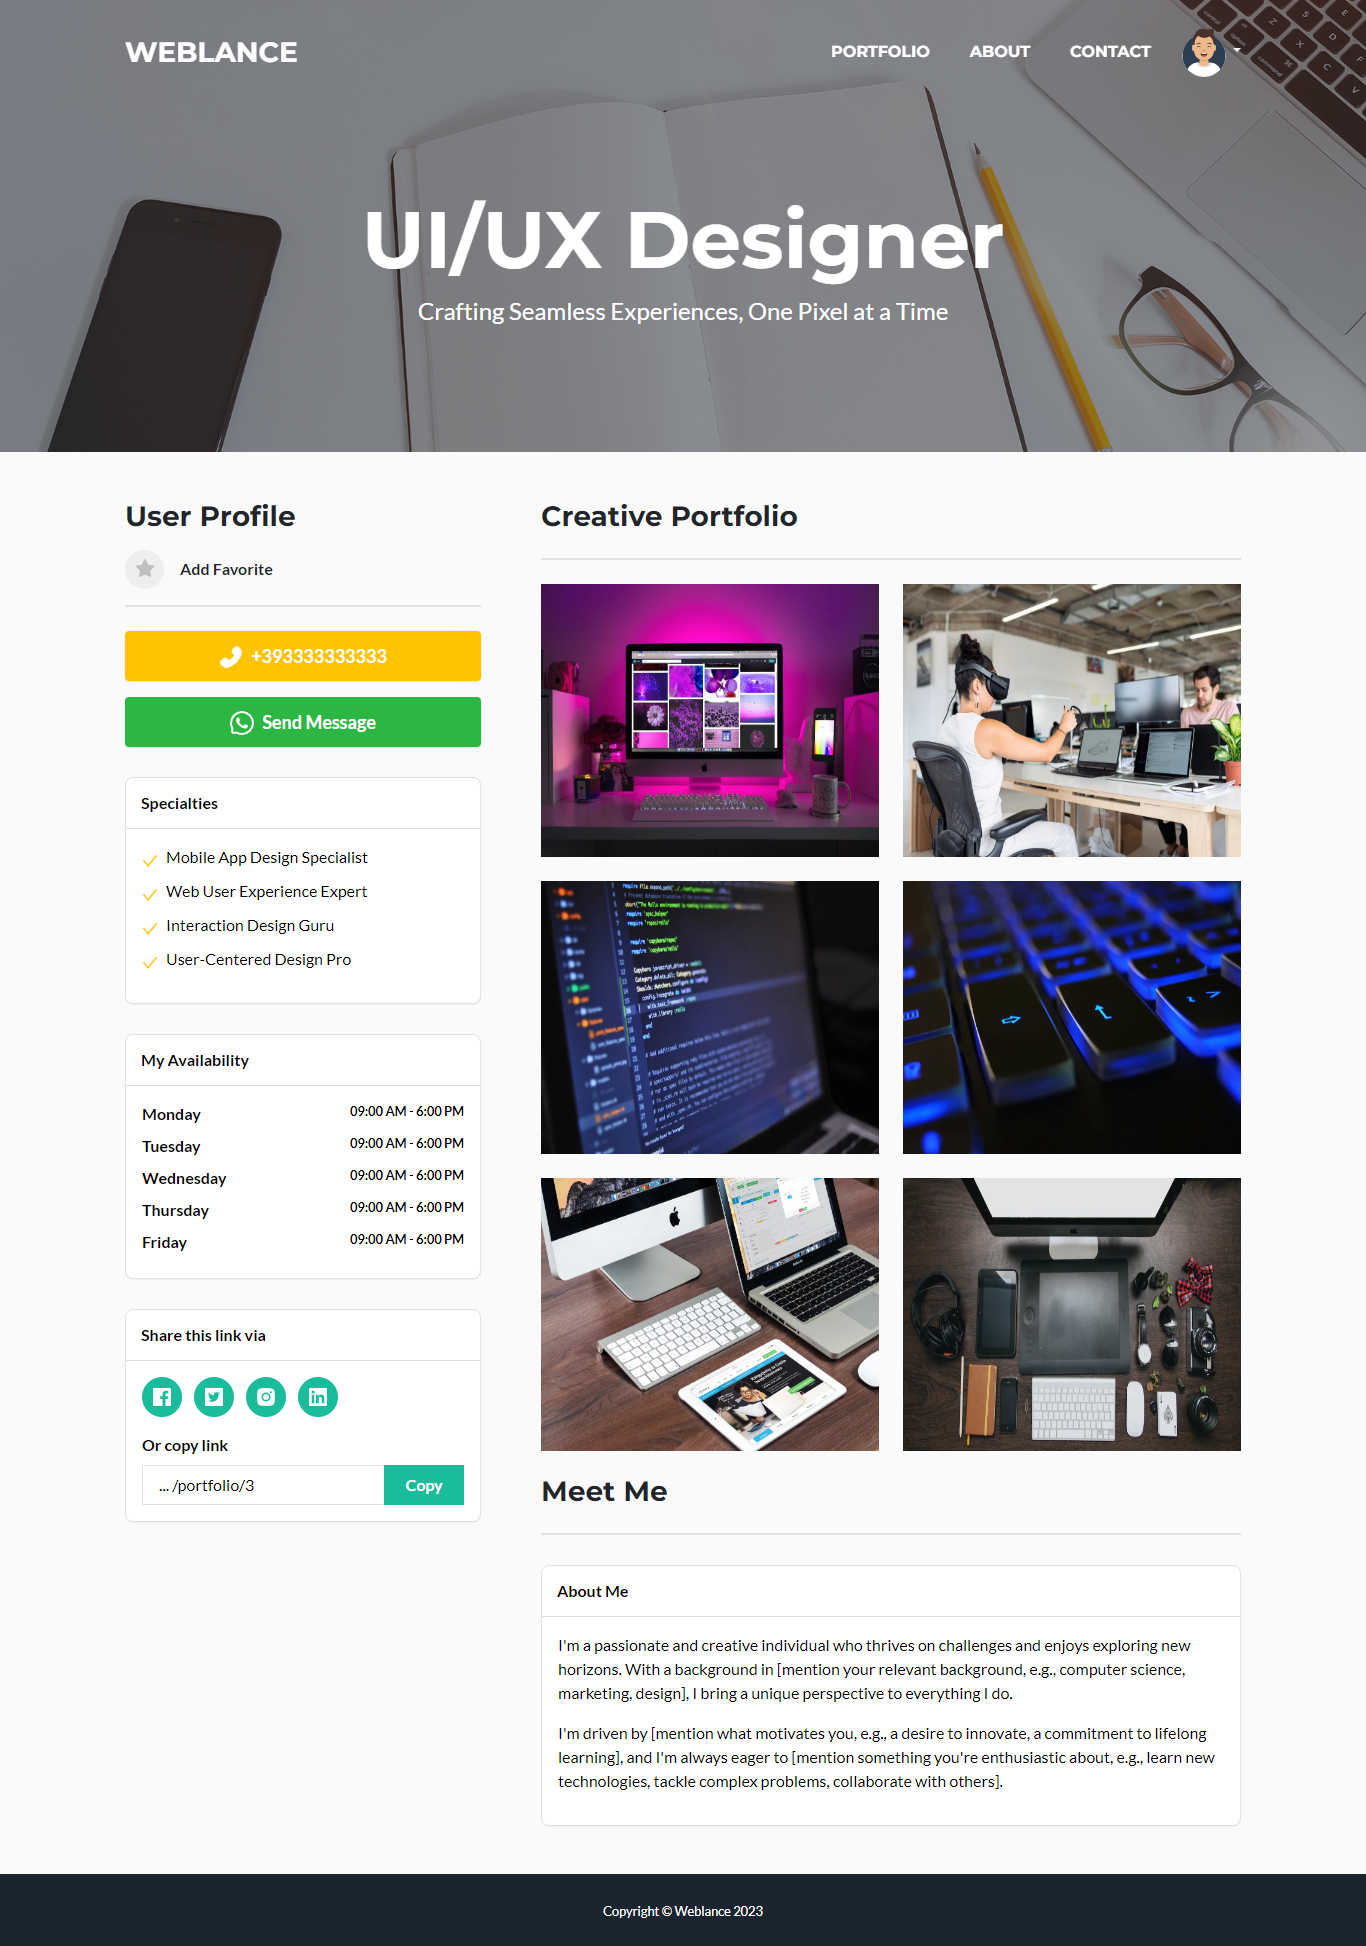 WEBLANCE
PORTFOLIO ABOUT CONTACT
UI/UX Designer
Crafting Seamless Experiences, One Pixel at a Time
User Profile
Add Favorite
+393333333333
Send Message
Specialties
Mobile App Design Specialist
Web User Experience Expert
Interaction Design Guru
User-Centered Design Pro
My Availability
Monday 09:00 AM - 6:00 PM
Tuesday 09:00 AM - 6:00 PM
Wednesday 09:00 AM - 6:00 PM
Thursday 09:00 AM - 6:00 PM
Friday 09:00 AM - 6:00 PM
Share this link via
Or copy link
... /portfolio/3 Copy
Creative Portfolio
Meet Me
About Me
I'm a passionate and creative individual who thrives on challenges and enjoys exploring new
horizons. With a background in [mention your relevant background, e.g., computer science,
marketing, design], I bring a unique perspective to everything I do.
I'm driven by [mention what motivates you, e.g., a desire to innovate, a commitment to lifelong
learning], and I'm always eager to [mention something you're enthusiastic about, e.g., learn new
technologies, tackle complex problems, collaborate with others].
Copyright © Weblance 2023